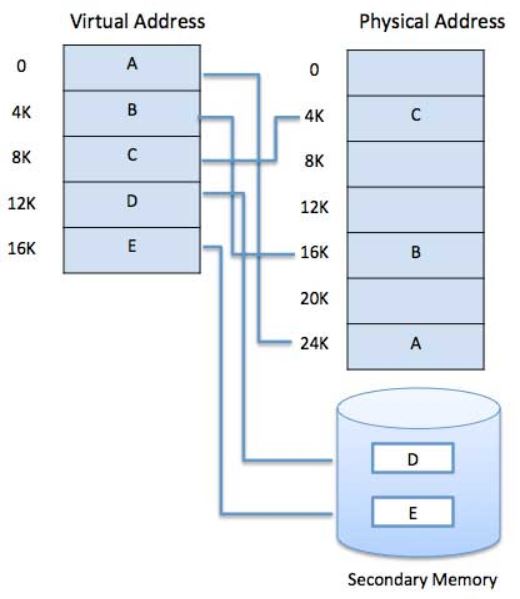 Virtual Address
0 A
4K B
8K C
12K D
16K E
Physical Address
0
4K C
8K
12K
16K B
20K
24K A
D
E
Secondary Memory